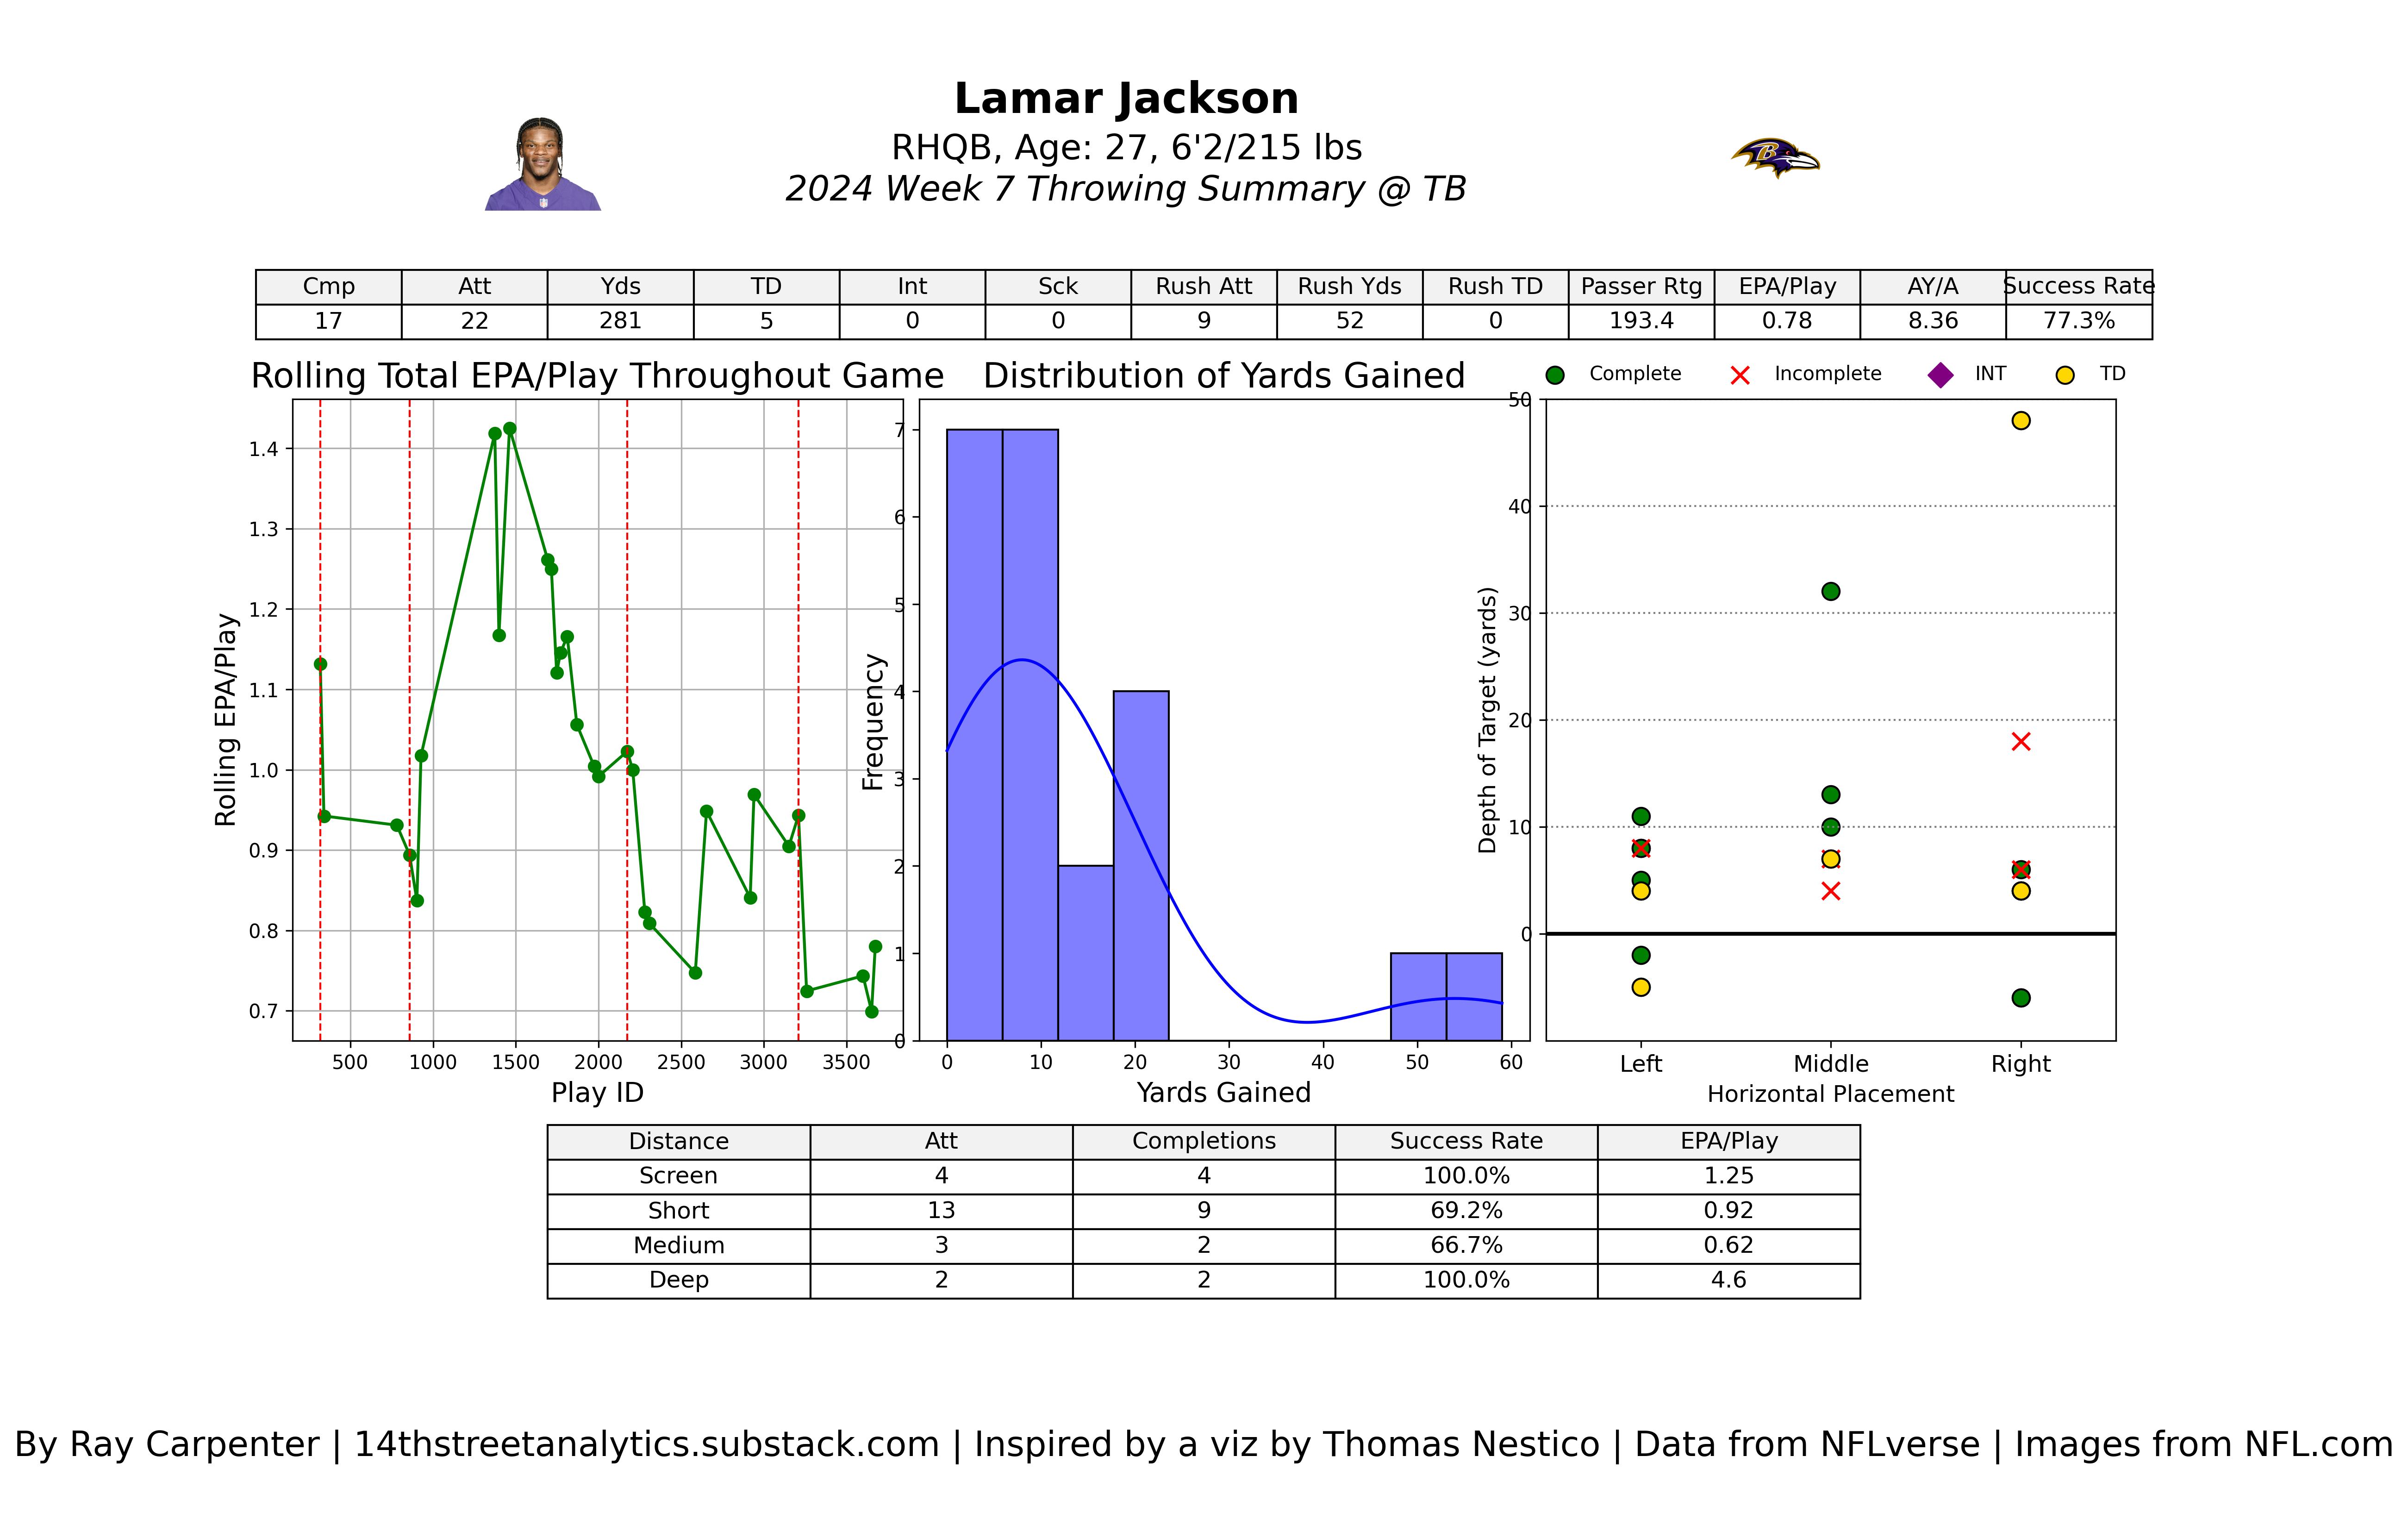 Lamar Jackson
RHQB, Age: 27, 6'2/215 lbs
2024 Week 7 Throwing Summary @ TB
Cmp Att Yds TD Int Sck Rush Att Rush Yds Rush TD Passer Rtg EPA/Play AY/A Success Rate
17 22 281 5 0 0 9 52 0 193.4 0.78 8.36 77.3%
Rolling Total EPA/Play Throughout Game
Rolling EPA/Play
1.4
1.3
1.2
1.1
1.0
0.9
0.8
0.7
500 1000 1500 2000 2500 3000 3500
Play ID
Distribution of Yards Gained
Frequency
7
6
5
4
3
2
1
0
0 10 20 30 40 50 60
Yards Gained
Complete Incomplete INT TD
Depth of Target (yards)
50
40
30
20
10
0
Left Middle Right
Horizontal Placement
Distance Att Completions Success Rate EPA/Play
Screen 4 4 100.0% 1.25
Short 13 9 69.2% 0.92
Medium 3 2 66.7% 0.62
Deep 2 2 100.0% 4.6
By Ray Carpenter | 14thstreetanalytics.substack.com | Inspired by a viz by Thomas Nestico | Data from NFLverse | Images from NFL.com